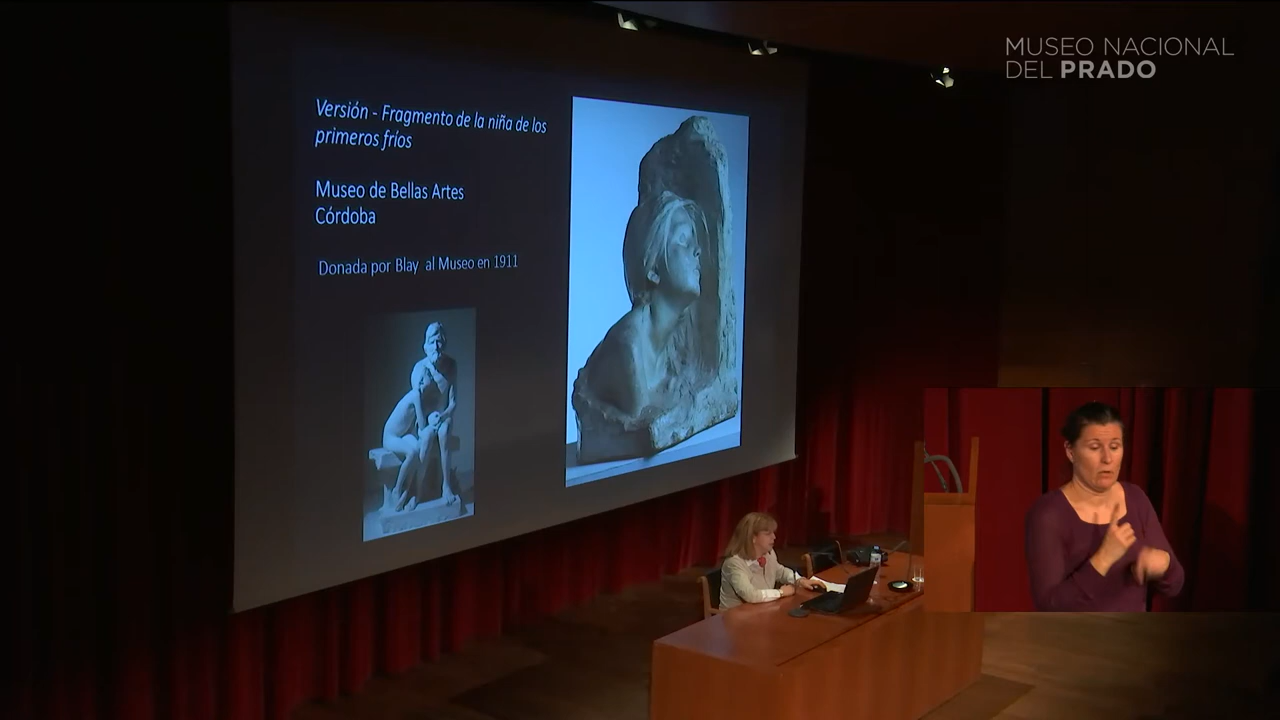 MUSEO NACIONAL
DEL PRADO
Versión - Fragmento de la niña de los
primeros fríos
Museo de Bellas Artes
Córdoba
Donada por Blay al Museo en 1911